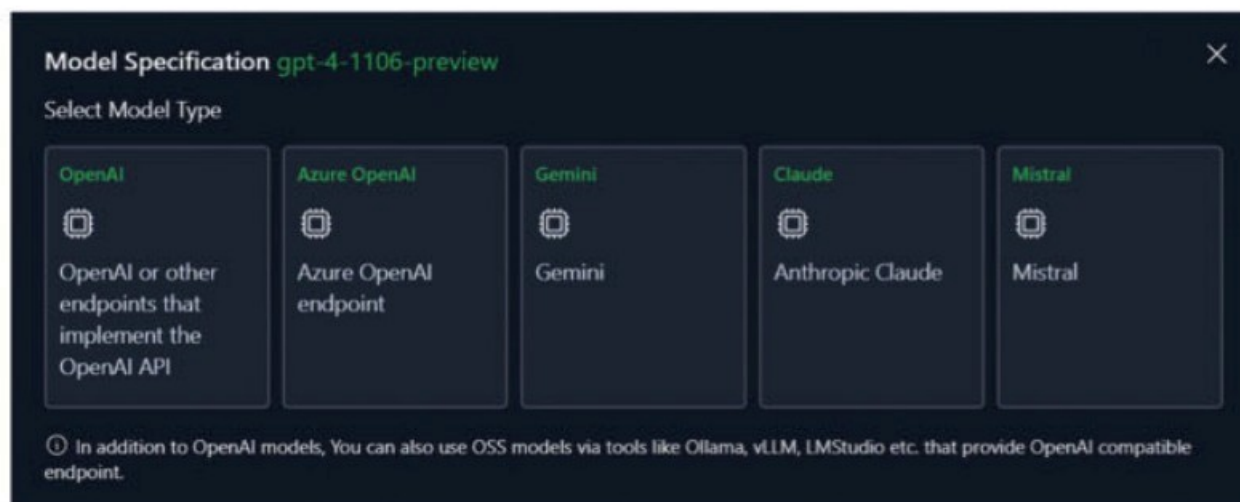 Model Specification gpt-4-1106-preview
Select Model Type
OpenAI
OpenAI or other
endpoints that
implement the
OpenAI API
Azure OpenAI
Azure OpenAI
endpoint
Gemini
Gemini
Claude
Anthropic Claude
Mistral
Mistral
In addition to OpenAI models, You can also use OSS models via tools like Ollama, vLLM, LMStudio etc. that provide OpenAI compatible
endpoint.